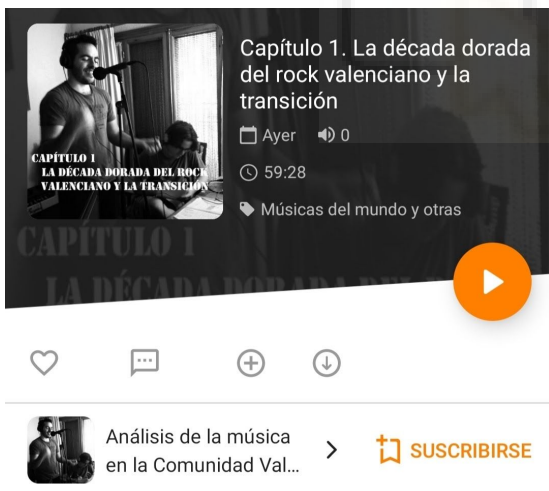 Capítulo 1. La década dorada
del rock valenciano y la
transición
Ayer 0
59:28
Músicas del mundo y otras
CAPÍTULO 1
LA DÉCADA DORADA DEL ROCK
VALENCIANO Y LA TRANSICIÓN
CAPÍTULO 1
LA DÉCADA DORADA DEL
Análisis de la música
en la Comunidad Val...
SUSCRIBIRSE